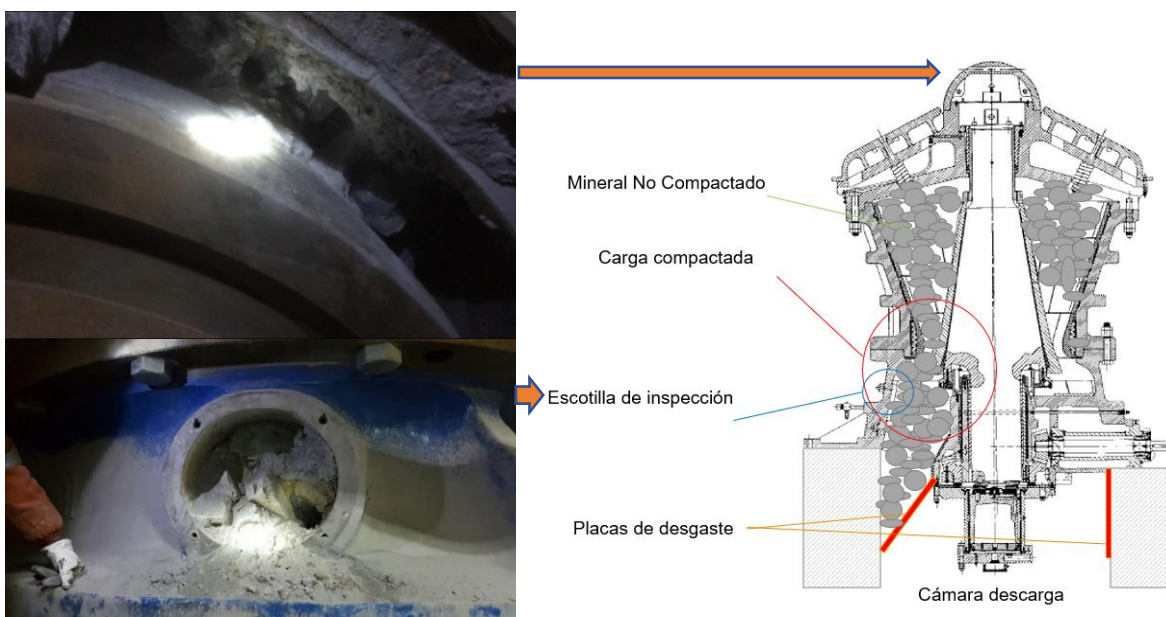 Mineral No Compactado
Carga compactada
Escotilla de inspección
Placas de desgaste
Cámara descarga